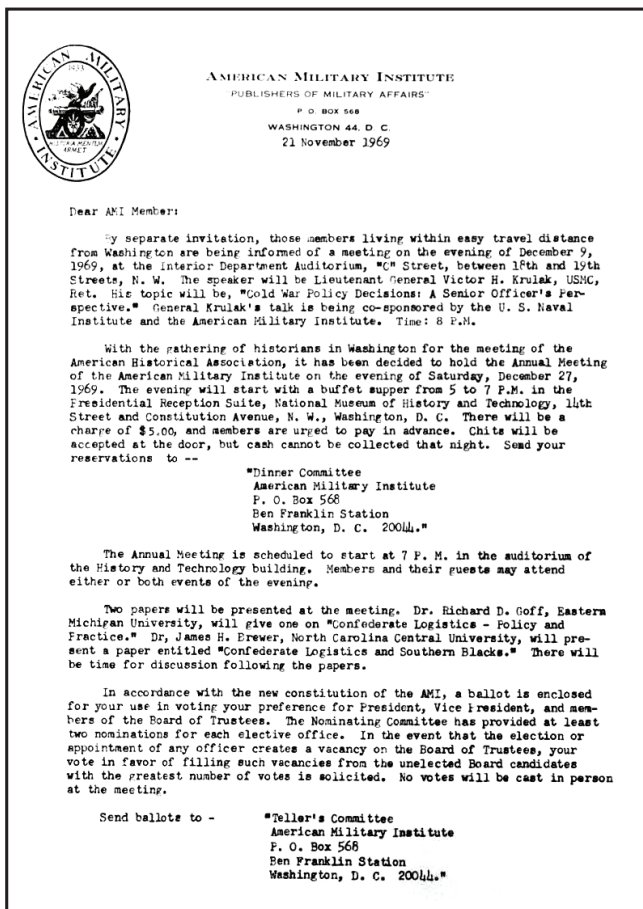 AMERICAN MILITARY INSTITUTE
1933
HISTORIA MENTUM
ARMET
AMERICAN MILITARY INSTITUTE
"PUBLISHERS OF MILITARY AFFAIRS"
P O. BOX 568
WASHINGTON 44, D. C.
21 November 1969
Dear AMI Member:
By separate invitation, those members living within easy travel distance
from Washington are being informed of a meeting on the evening of December 9,
1969, at the Interior Department Auditorium, "C" Street, between 18th and 19th
Streets, N. W. The speaker will be Lieutenant General Victor H. Krulak, USMC,
Ret. His topic will be, "Cold War Policy Decisions: A Senior Officer's Per-
spective." General Krulak's talk is being co-sponsored by the U. S. Naval
Institute and the American Military Institute. Time: 8 P.M.
With the gathering of historians in Washington for the meeting of the
American Historical Association, it has been decided to hold the Annual Meeting
of the American Military Institute on the evening of Saturday, December 27,
1969. The evening will start with a buffet supper from 5 to 7 P.M. in the
Presidential Reception Suite, National Museum of History and Technology, 14th
Street and Constitution Avenue, N. W., Washington, D. C. There will be a
charge of $5.00, and members are urged to pay in advance. Chits will be
accepted at the door, but cash cannot be collected that night. Send your
reservations to --
"Dinner Committee
American Military Institute
P. O. Box 568
Ben Franklin Station
Washington, D. C. 20044."
The Annual Meeting is scheduled to start at 7 P. M. in the auditorium of
the History and Technology building. Members and their guests may attend
either or both events of the evening.
Two papers will be presented at the meeting. Dr. Richard D. Goff, Eastern
Michigan University, will give one on "Confederate Logistics - Policy and
Practice." Dr, James H. Brewer, North Carolina Central University, will pre-
sent a paper entitled "Confederate Logistics and Southern Blacks." There will
be time for discussion following the papers.
In accordance with the new constitution of the AMI, a ballot is enclosed
for your use in voting your preference for President, Vice President, and mem-
bers of the Board of Trustees. The Nominating Committee has provided at least
two nominations for each elective office. In the event that the election or
appointment of any officer creates a vacancy on the Board of Trustees, your
vote in favor of filling such vacancies from the unelected Board candidates
with the greatest number of votes is solicited. No votes will be cast in person
at the meeting.
Send ballots to - "Teller's Committee
American Military Institute
P. O. Box 568
Ben Franklin Station
Washington, D. C. 20044."